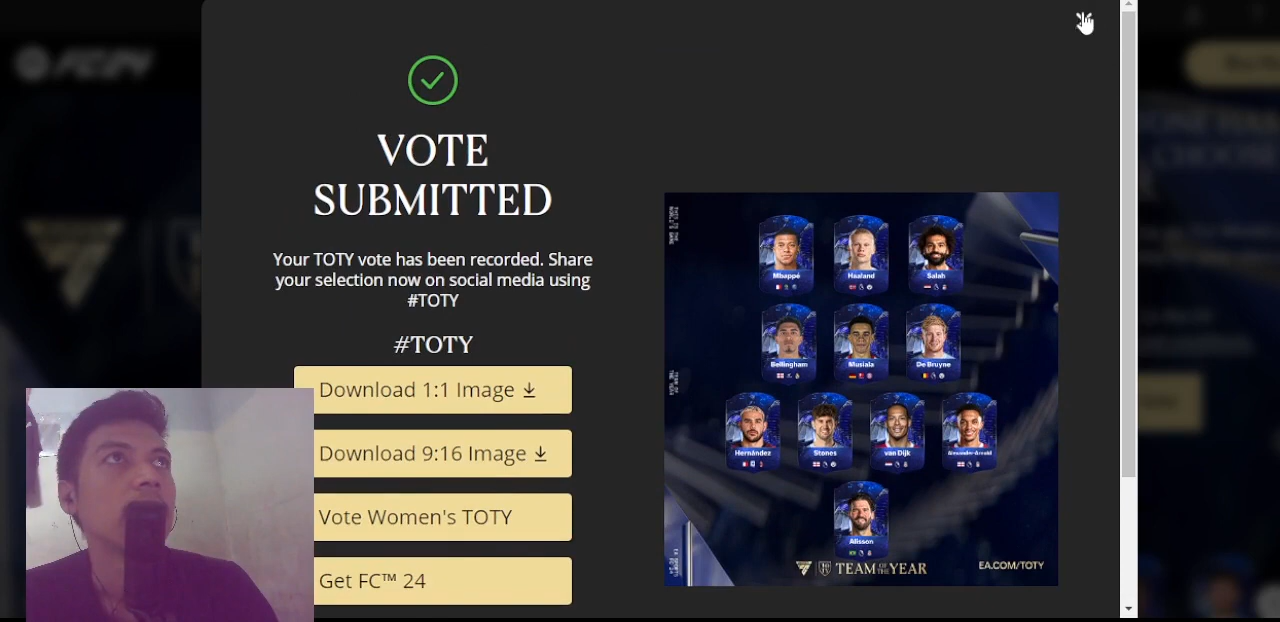 FC24
VOTE
SUBMITTED
Your TOTY vote has been recorded. Share
your selection now on social media using
#TOTY
#TOTY
Download 1:1 Image
Download 9:16 Image
Vote Women's TOTY
Get FC™ 24
Mbappé
Haaland
Salah
Bellingham
Musiala
De Bruyne
Hernández
Stones
van Dijk
Alexander-Arnold
Alisson
TEAM OF THE YEAR
EA.COM/TOTY